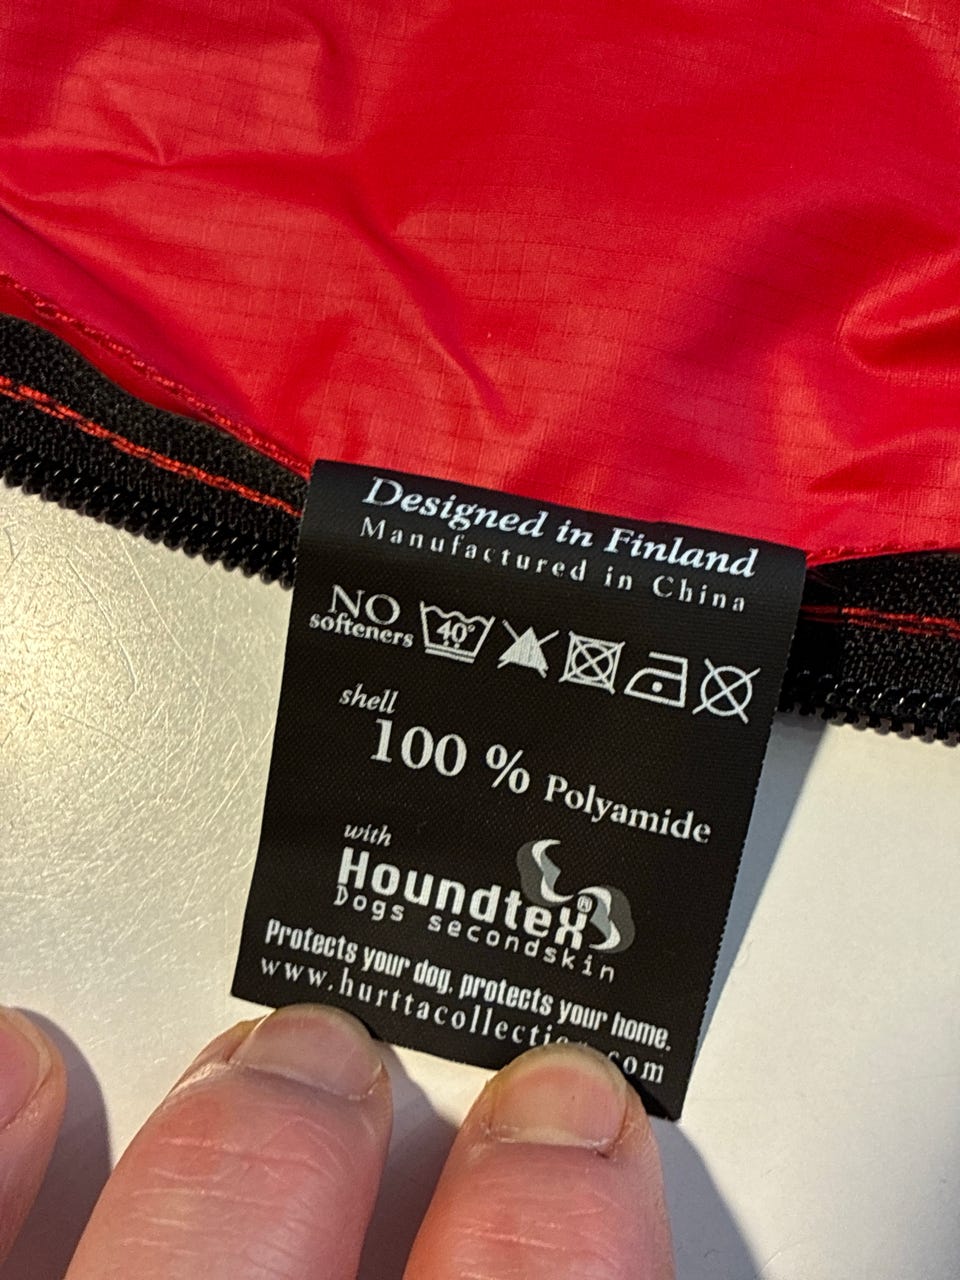 Designed in Finland
Manufactured in China
NO
softeners 40°
shell
100 % Polyamide
with
Houndtex®
Dogs secondskin
Protects your dog, protects your home.